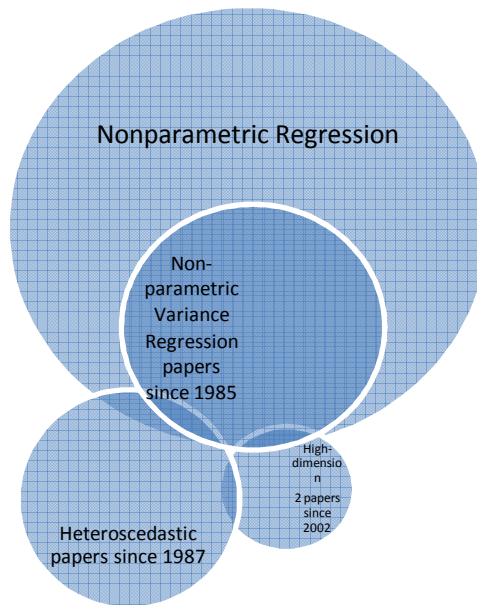 Nonparametric Regression
Non-
parametric
Variance
Regression
papers
since 1985
High-
dimensio
n
2 papers
since
2002
Heteroscedastic
papers since 1987